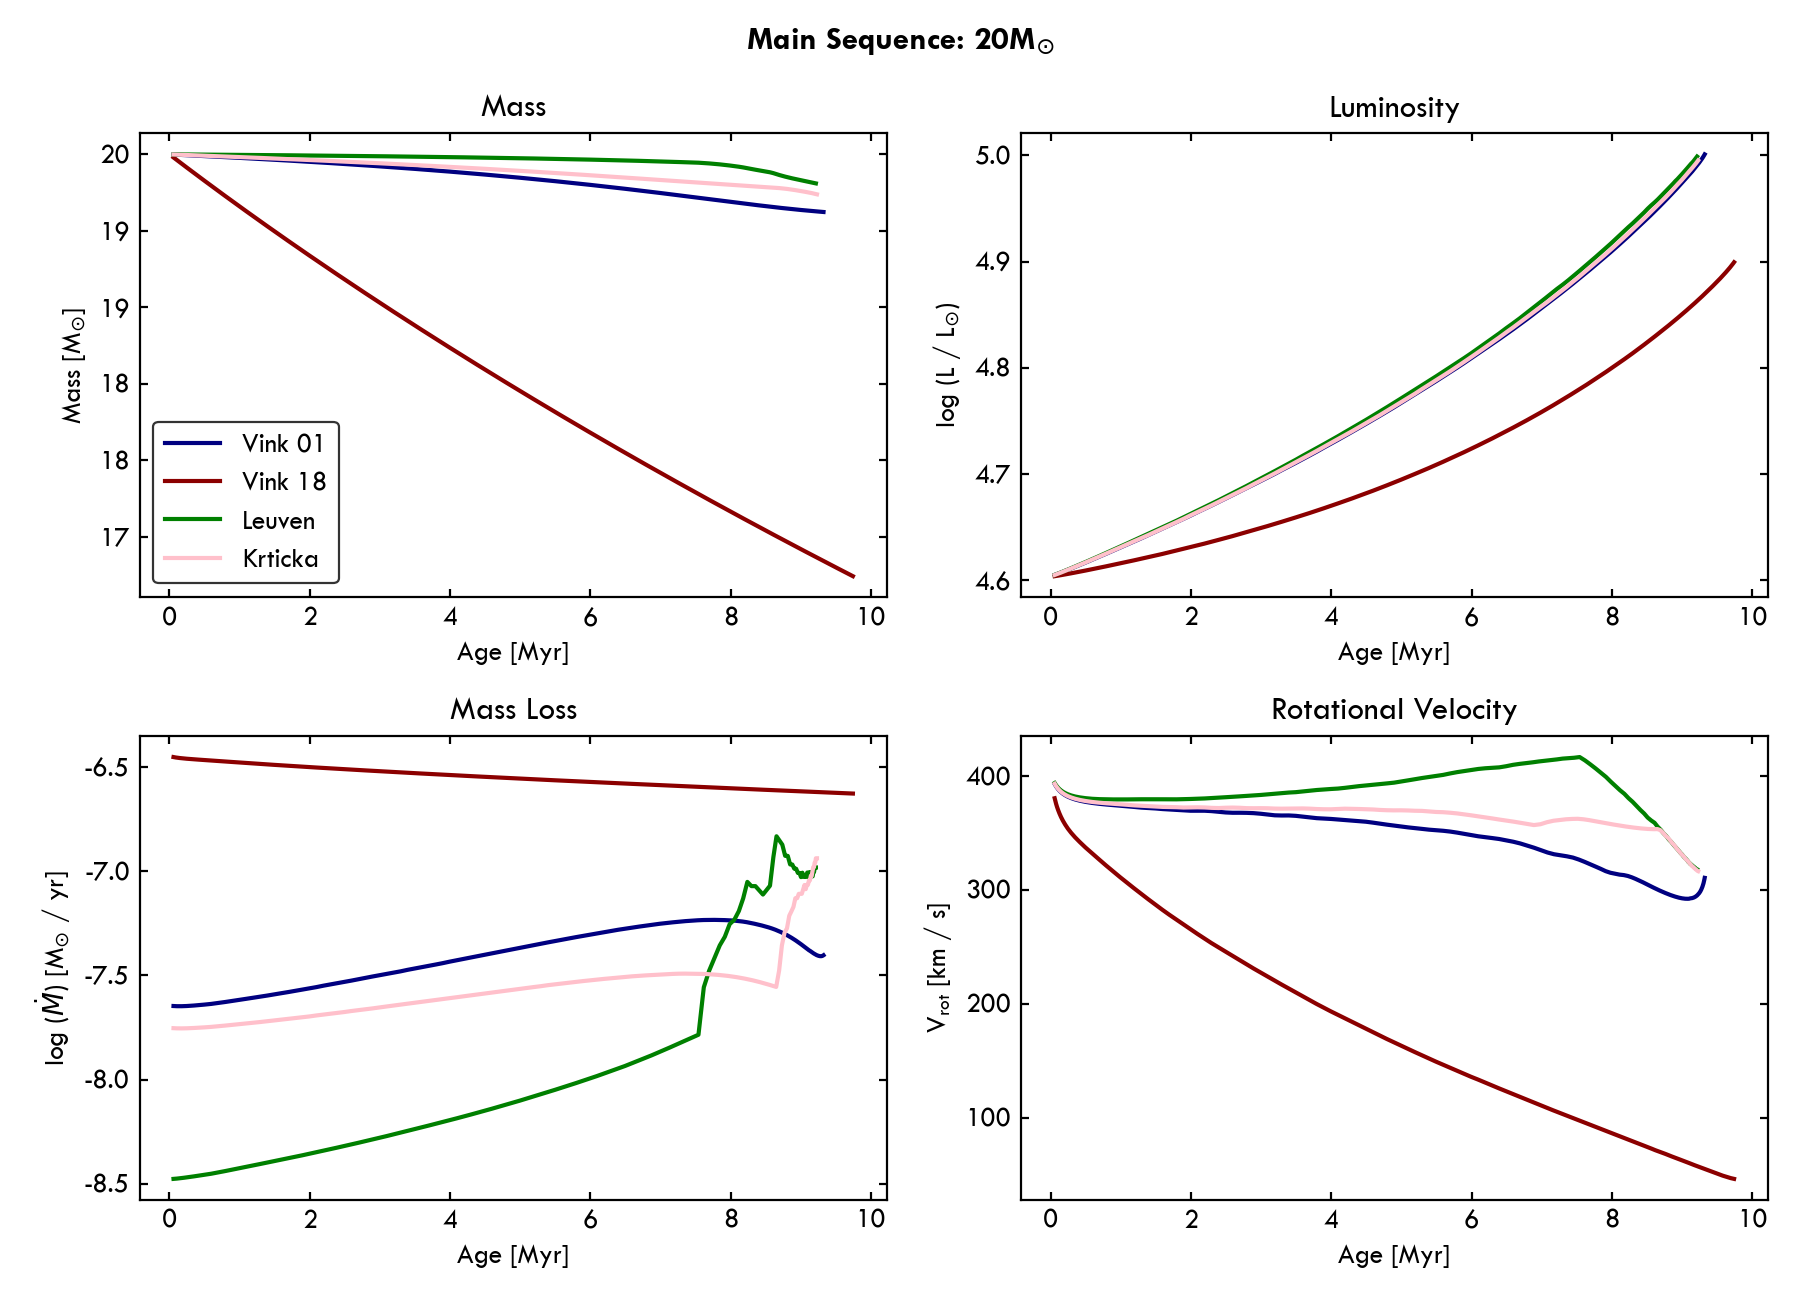 Main Sequence: 20M⊙
Mass
20
19
19
18
18
17
Mass [M⊙]
Vink 01
Vink 18
Leuven
Krticka
0 2 4 6 8 10
Age [Myr]
Luminosity
5.0
4.9
4.8
4.7
4.6
log (L / L⊙)
0 2 4 6 8 10
Age [Myr]
Mass Loss
-6.5
-7.0
-7.5
-8.0
-8.5
log (Ṁ) [M⊙ / yr]
0 2 4 6 8 10
Age [Myr]
Rotational Velocity
400
300
200
100
Vrot [km / s]
0 2 4 6 8 10
Age [Myr]